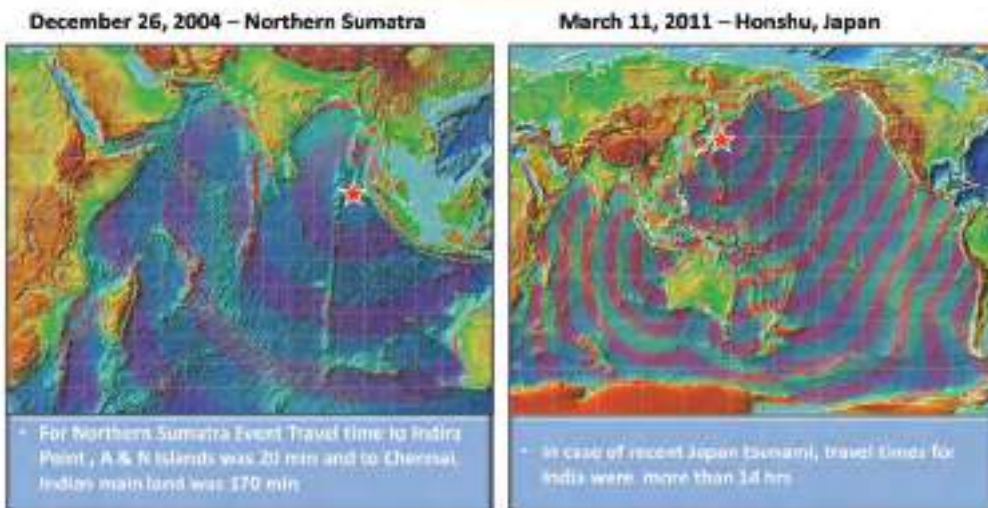 December 26, 2004 – Northern Sumatra
March 11, 2011 – Honshu, Japan
• For Northern Sumatra Event Travel time to Indira
Point , A & N Islands was 20 min and to Chennai,
Indian main land was 170 min
• In case of recent Japan tsunami, travel times for
India were more than 14 hrs